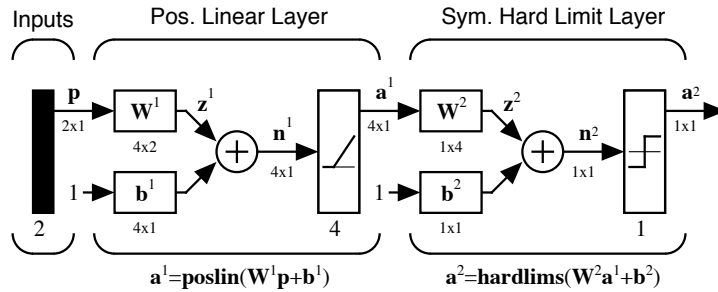 Inputs Pos. Linear Layer Sym. Hard Limit Layer
p W¹ z¹ n¹ a¹ W² z² n² a²
2x1 4x2 4x1 4x1 1x4 1x1 1x1
1 b¹ 1 b²
2 4x1 4 1x1 1
a¹=poslin(W¹p+b¹) a²=hardlims(W²a¹+b²)